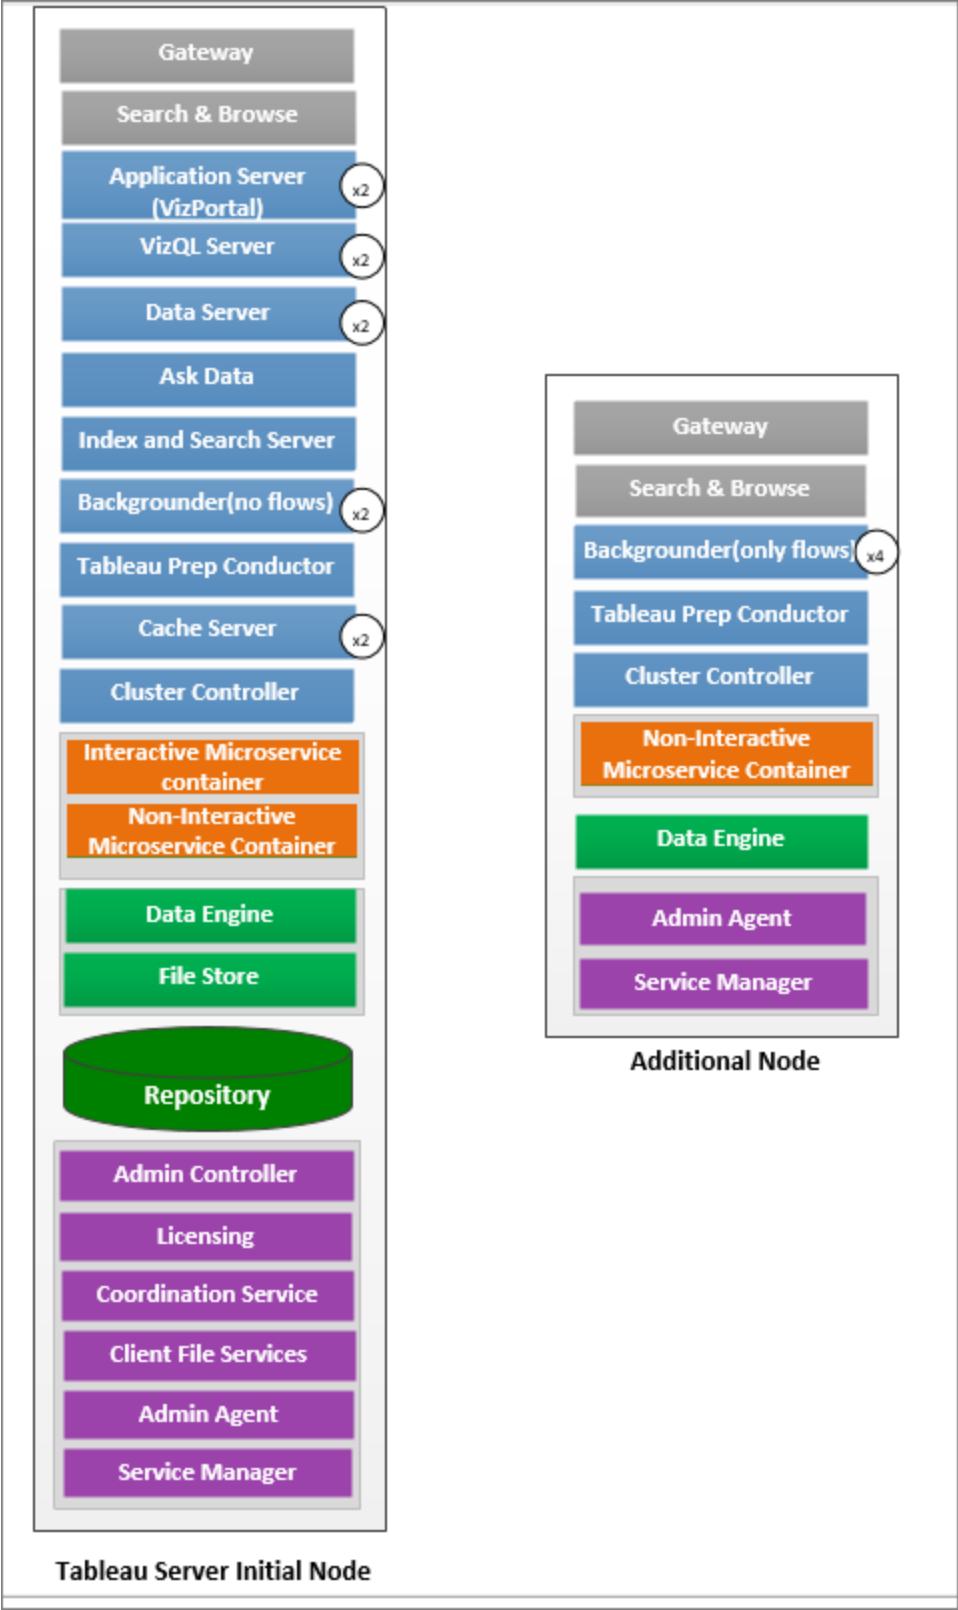 Gateway
Search & Browse
Application Server
(VizPortal)
x2
VizQL Server
x2
Data Server
x2
Ask Data
Index and Search Server
Backgrounder(no flows)
x2
Tableau Prep Conductor
Cache Server
x2
Cluster Controller
Interactive Microservice
container
Non-Interactive
Microservice Container
Data Engine
File Store
Repository
Admin Controller
Licensing
Coordination Service
Client File Services
Admin Agent
Service Manager
Tableau Server Initial Node
Gateway
Search & Browse
Backgrounder(only flows)
x4
Tableau Prep Conductor
Cluster Controller
Non-Interactive
Microservice Container
Data Engine
Admin Agent
Service Manager
Additional Node